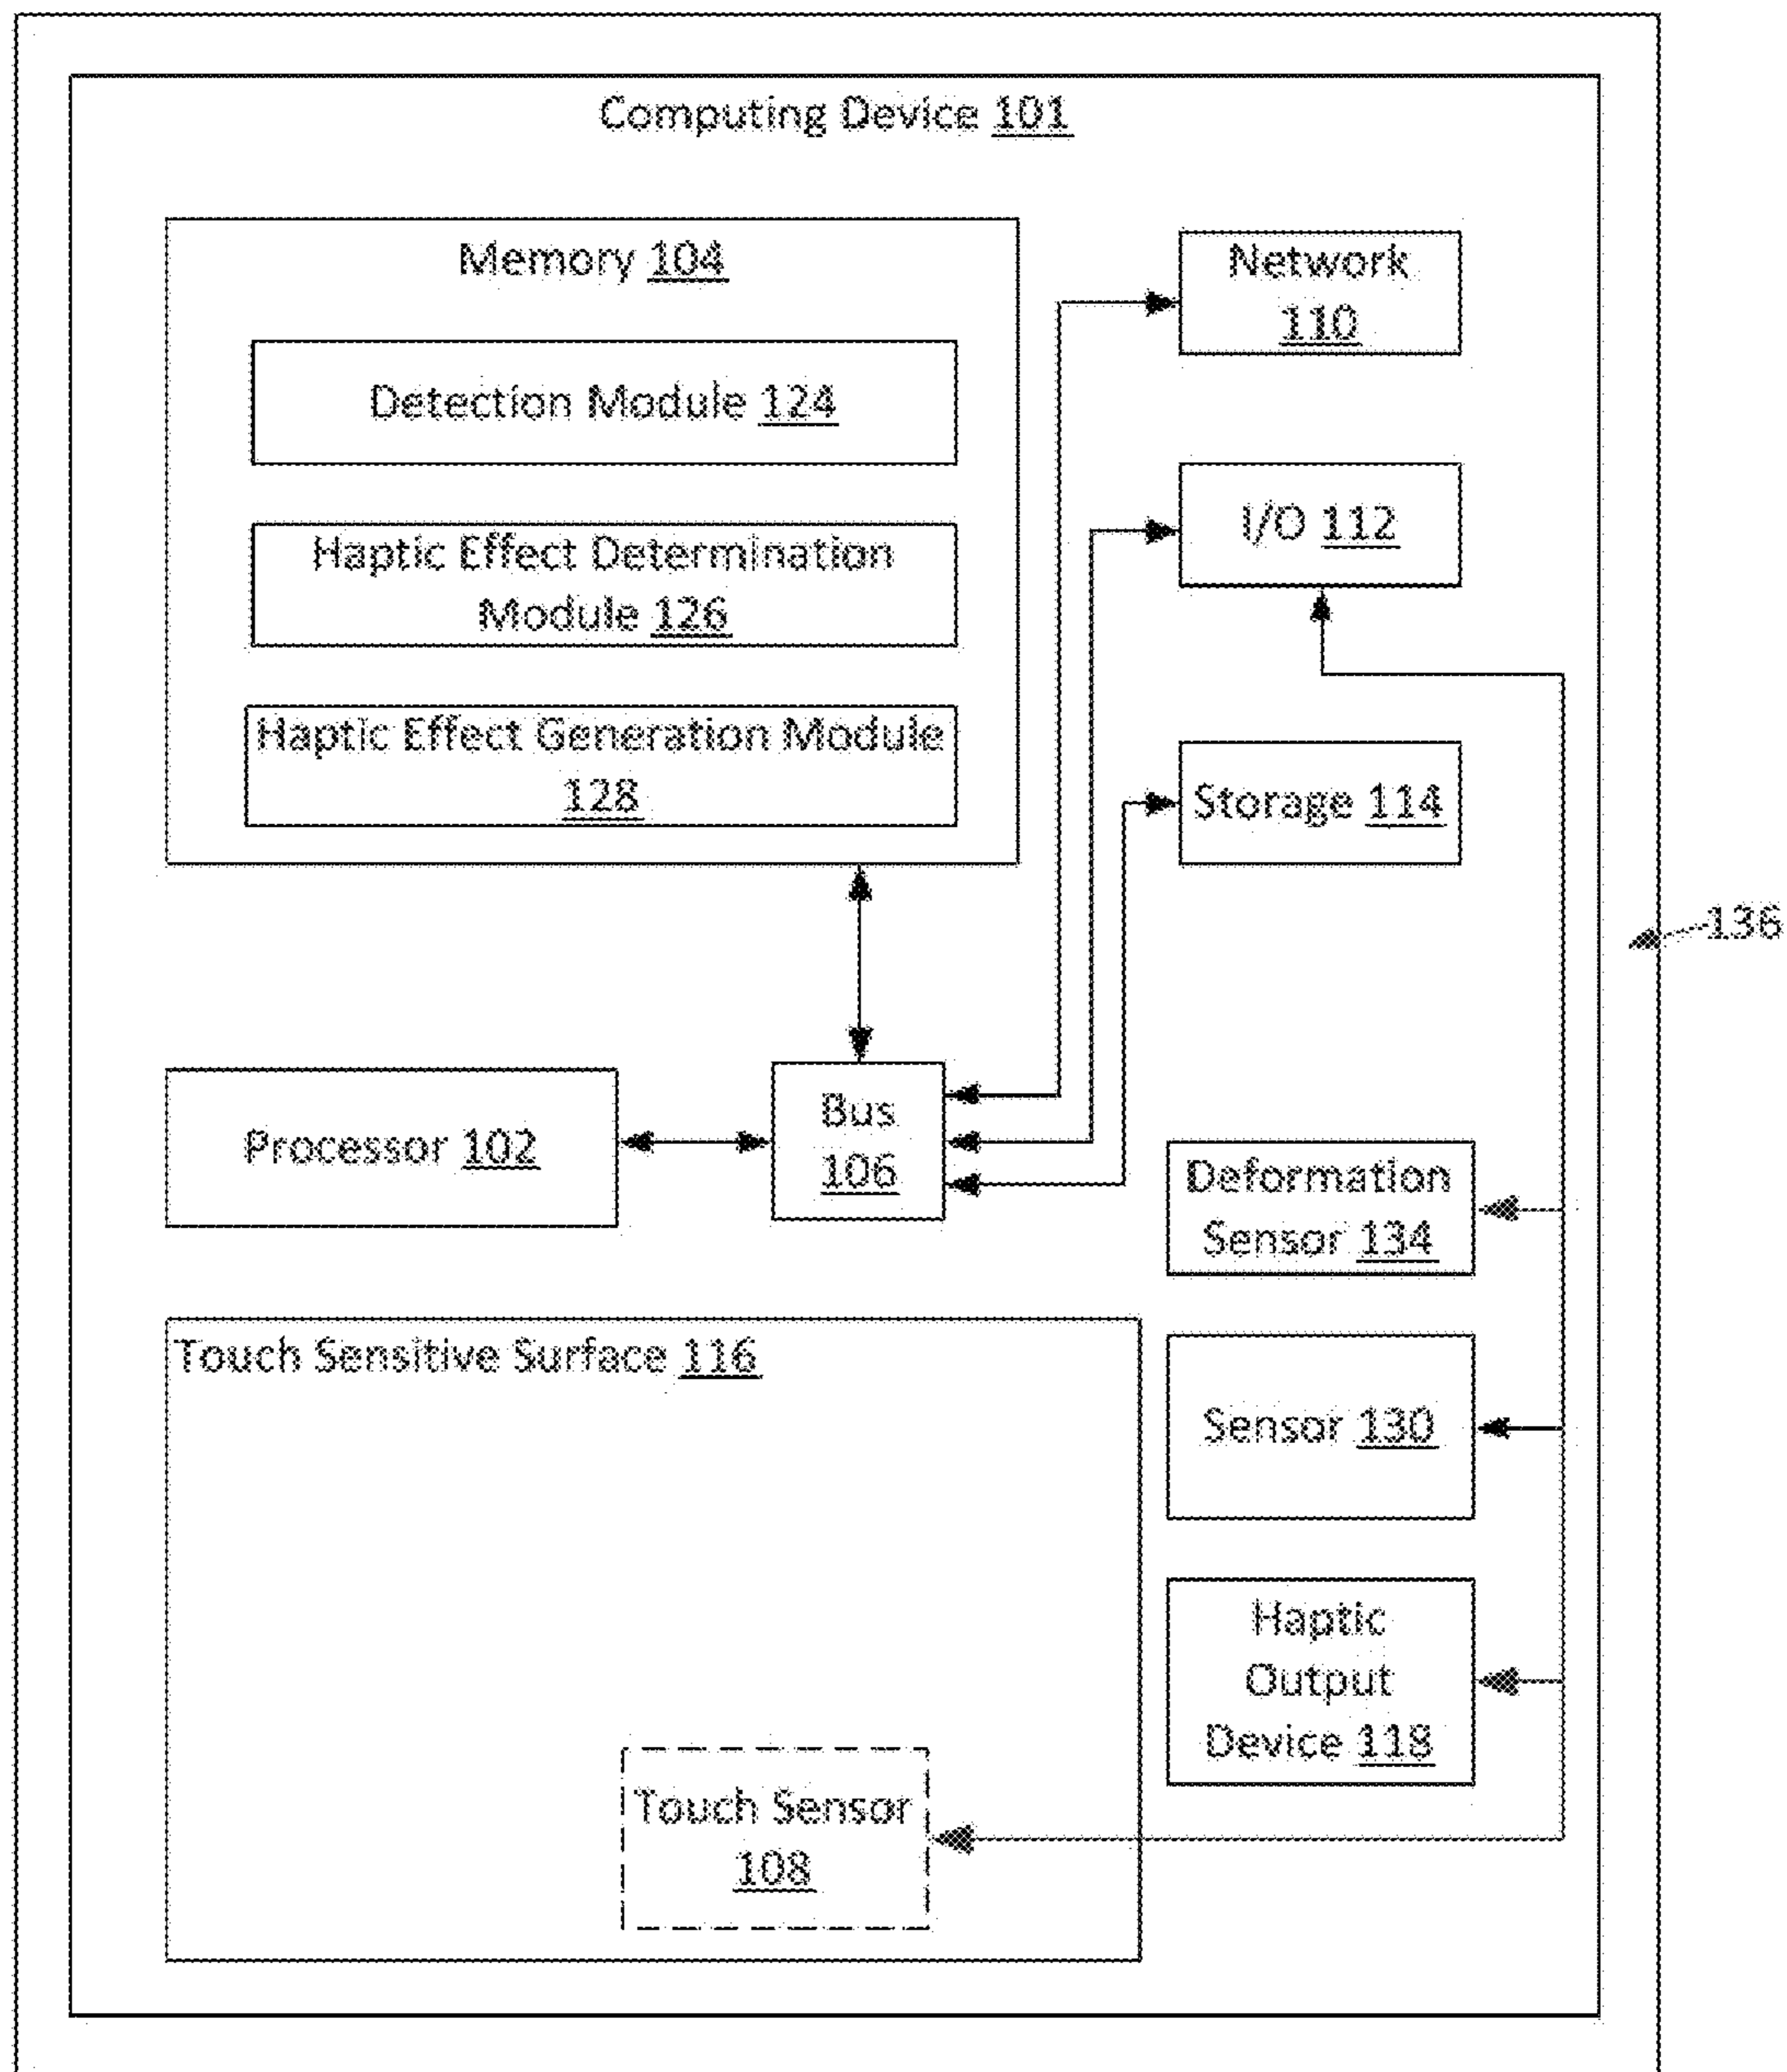 Computing Device 101
Memory 104
Detection Module 124
Haptic Effect Determination
Module 126
Haptic Effect Generation Module
128
Network
110
I/O 112
Storage 114
136
Processor 102
Bus
106
Deformation
Sensor 134
Touch Sensitive Surface 116
Sensor 130
Haptic
Output
Device 118
Touch Sensor
108